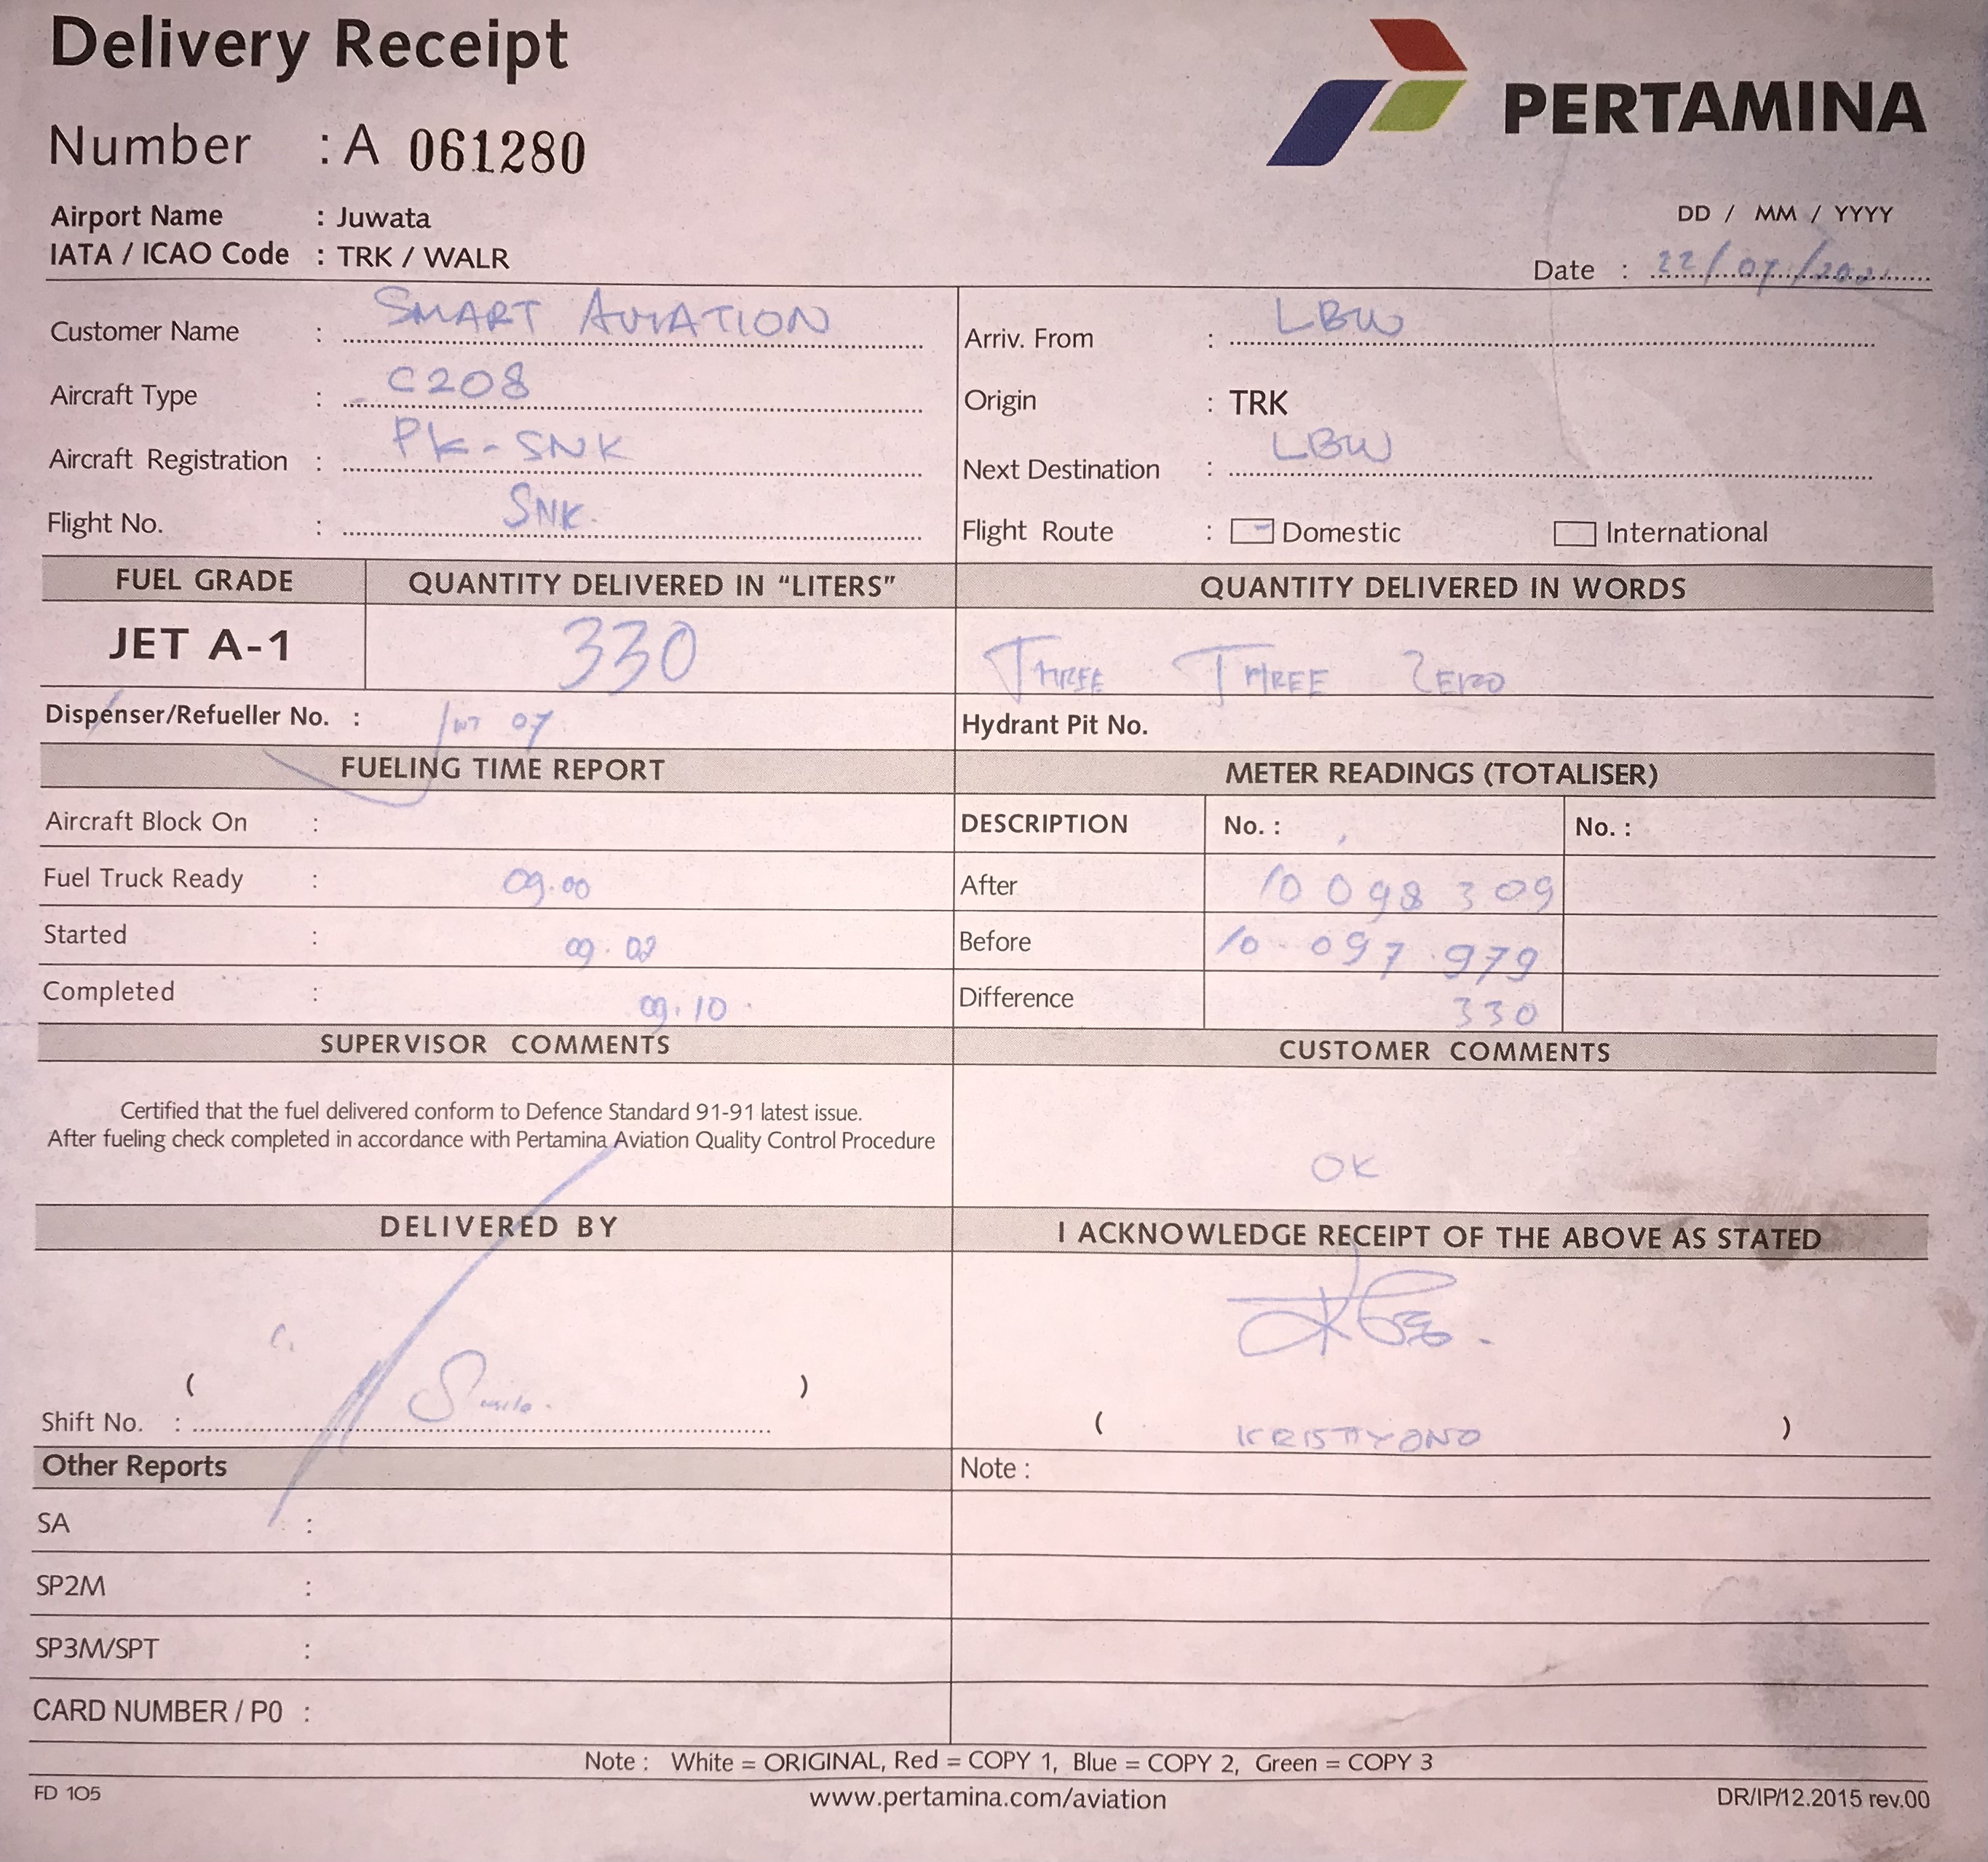 Delivery Receipt
PERTAMINA
Number : A 061280
Airport Name : Juwata
IATA / ICAO Code : TRK / WALR
DD / MM / YYYY
Date : 22/07/
Customer Name : SMART AVIATION
Arriv. From : LBW
Aircraft Type : C208
Origin : TRK
Aircraft Registration : PK-SNK
Next Destination : LBW
Flight No. : SNK
Flight Route : Domestic International
FUEL GRADE QUANTITY DELIVERED IN “LITERS” QUANTITY DELIVERED IN WORDS
JET A-1 330 THREE THREE ZERO
Dispenser/Refueller No. : 07
Hydrant Pit No.
FUELING TIME REPORT METER READINGS (TOTALISER)
Aircraft Block On :
DESCRIPTION No. : No. :
Fuel Truck Ready : 09.00
After 10 098 309
Started : 09.02
Before 10.097.979
Completed : 09.10
Difference 330
SUPERVISOR COMMENTS CUSTOMER COMMENTS
Certified that the fuel delivered conform to Defence Standard 91-91 latest issue.
After fueling check completed in accordance with Pertamina Aviation Quality Control Procedure
OK
DELIVERED BY I ACKNOWLEDGE RECEIPT OF THE ABOVE AS STATED
( )
Shift No. :
( KRISTIYONO )
Other Reports
Note :
SA :
SP2M :
SP3M/SPT :
CARD NUMBER / P0 :
Note : White = ORIGINAL, Red = COPY 1, Blue = COPY 2, Green = COPY 3
FD 105 www.pertamina.com/aviation DR/IP/12.2015 rev.00